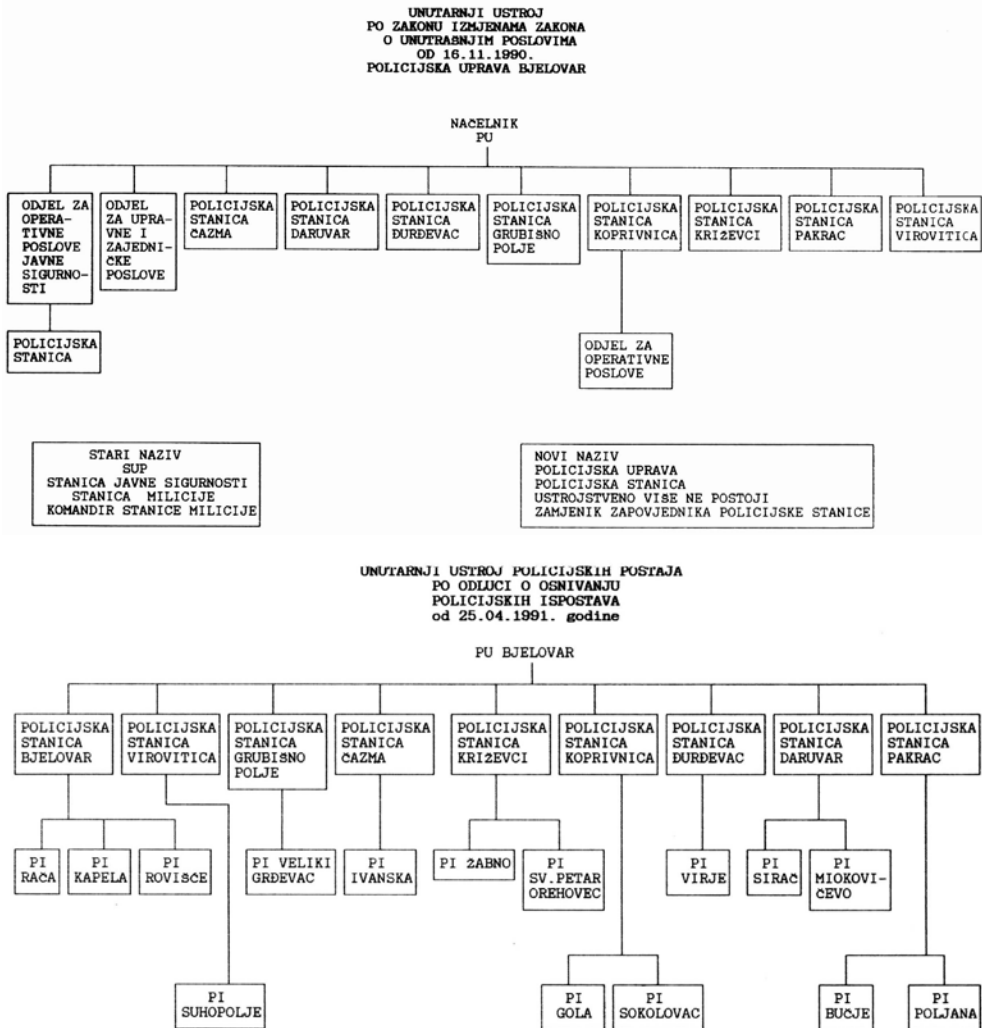 UNUTARNJI USTROJ
PO ZAKONU IZMJENAMA ZAKONA
O UNUTRASNJIM POSLOVIMA
OD 16.11.1990.
POLICIJSKA UPRAVA BJELOVAR
NAČELNIK
PU
ODJEL ZA
OPERA-
TIVNE
POSLOVE
JAVNE
SIGURNO-
STI
ODJEL
ZA UPRA-
VNE I
ZAJEDNI-
ČKE
POSLOVE
POLICIJSKA
STANICA
ČAZMA
POLICIJSKA
STANICA
DARUVAR
POLICIJSKA
STANICA
ĐURĐEVAC
POLICIJSKA
STANICA
GRUBIŠNO
POLJE
POLICIJSKA
STANICA
KOPRIVNICA
POLICIJSKA
STANICA
KRIŽEVCI
POLICIJSKA
STANICA
PAKRAC
POLICIJSKA
STANICA
VIROVITICA
POLICIJSKA
STANICA
ODJEL ZA
OPERATIVNE
POSLOVE
STARI NAZIV
SUP
STANICA JAVNE SIGURNOSTI
STANICA MILICIJE
KOMANDIR STANICE MILICIJE
NOVI NAZIV
POLICIJSKA UPRAVA
POLICIJSKA STANICA
USTROJSTVENO VIŠE NE POSTOJI
ZAMJENIK ZAPOVJEDNIKA POLICIJSKE STANICE
UNUTARNJI USTROJ POLICIJSKIH POSTAJA
PO ODLUCI O OSNIVANJU
POLICIJSKIH ISPOSTAVA
od 25.04.1991. godine
PU BJELOVAR
POLICIJSKA
STANICA
BJELOVAR
POLICIJSKA
STANICA
VIROVITICA
POLICIJSKA
STANICA
GRUBIŠNO
POLJE
POLICIJSKA
STANICA
ČAZMA
POLICIJSKA
STANICA
KRIŽEVCI
POLICIJSKA
STANICA
KOPRIVNICA
POLICIJSKA
STANICA
ĐURĐEVAC
POLICIJSKA
STANICA
DARUVAR
POLICIJSKA
STANICA
PAKRAC
PI
RAČA
PI
KAPELA
PI
ROVIŠČE
PI VELIKI
GRĐEVAC
PI
IVANSKA
PI ŽABNO
PI
SV.PETAR
OREHOVEC
PI
VIRJE
PI
SIRAČ
PI
MIOKOVI-
ČEVO
PI
SUHOPOLJE
PI
GOLA
PI
SOKOLOVAC
PI
BUČJE
PI
POLJANA